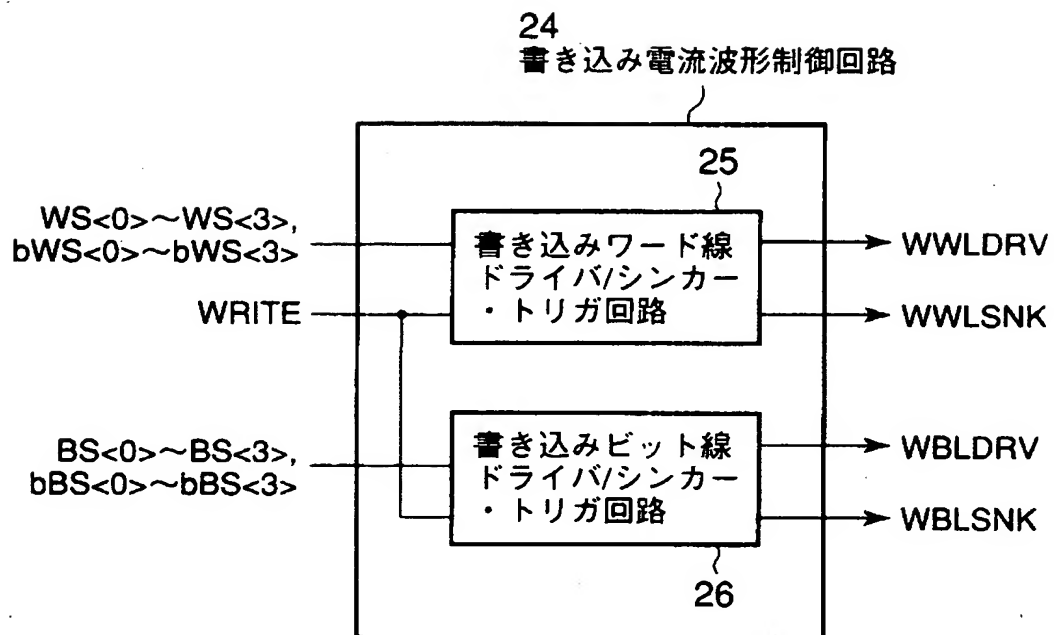 24
書き込み電流波形制御回路
25
WS<0>～WS<3>,
bWS<0>～bWS<3>
WRITE
書き込みワード線
ドライバ/シンカー
・トリガ回路
WWLDRV
WWLSNK
BS<0>～BS<3>,
bBS<0>～bBS<3>
書き込みビット線
ドライバ/シンカー
・トリガ回路
WBLDRV
WBLSNK
26